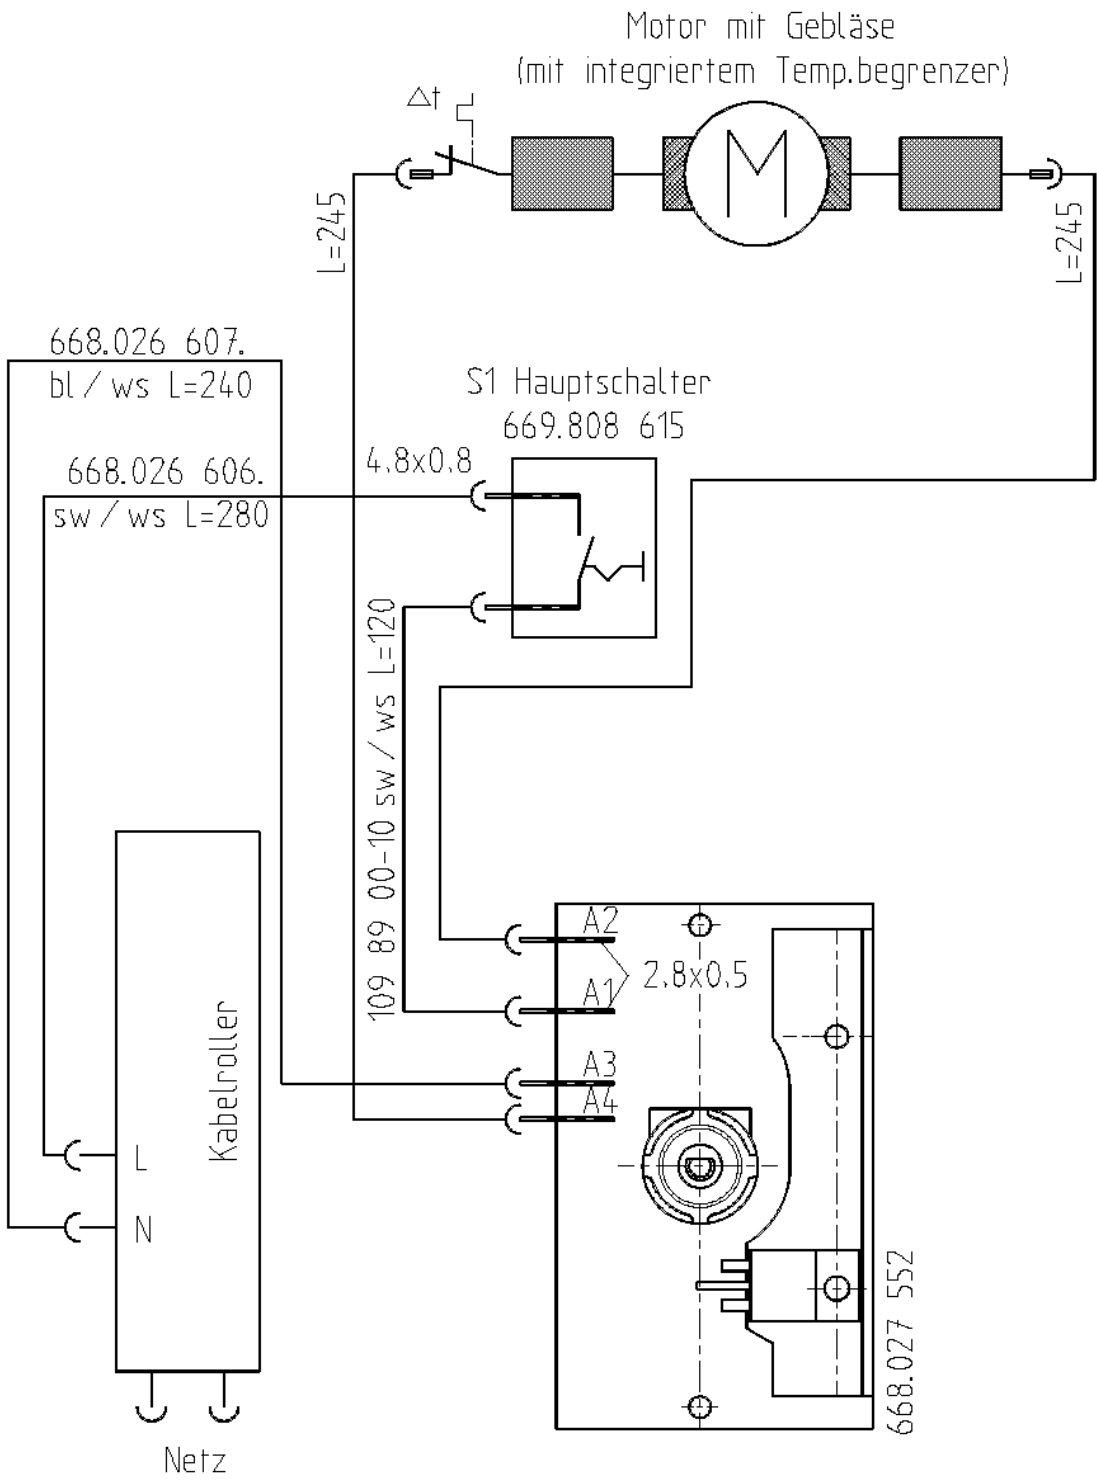 Motor mit Gebläse
(mit integriertem Temp.begrenzer)
Δt
M
L=245
L=245
668.026 607.
bl / ws L=240
S1 Hauptschalter
669.808 615
4.8x0.8
668.026 606.
sw / ws L=280
109 89 00-10 sw / ws L=120
A2
2.8x0.5
A1
A3
A4
Kabelroller
L
N
668.027 552
Netz